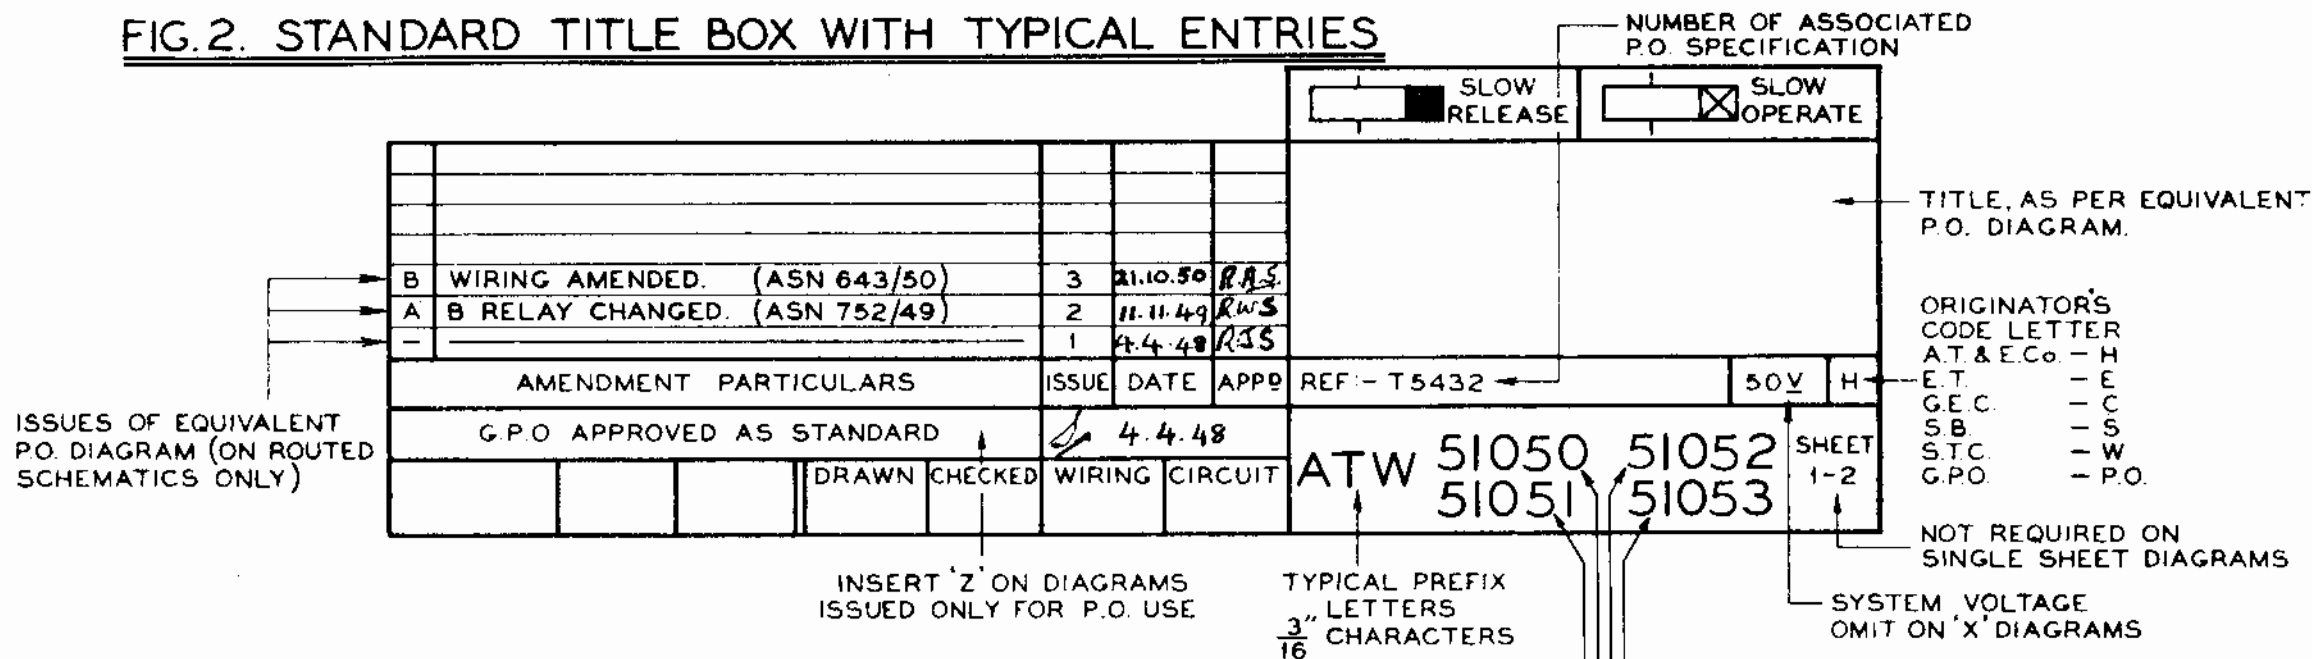 FIG. 2. STANDARD TITLE BOX WITH TYPICAL ENTRIES
NUMBER OF ASSOCIATED
P.O. SPECIFICATION
SLOW
RELEASE
SLOW
OPERATE
TITLE, AS PER EQUIVALENT
P.O. DIAGRAM.
B WIRING AMENDED. (ASN 643/50) 3 21.10.50 R.A.S.
A B RELAY CHANGED. (ASN 752/49) 2 11.11.49 RWS
- 1 4.4.48 RJS
AMENDMENT PARTICULARS ISSUE DATE APPD REF:- T5432 50V H
ORIGINATOR'S
CODE LETTER
A.T. & E.Co. - H
E.T. - E
G.E.C. - C
S.B. - S
S.T.C. - W
G.P.O. - P.O.
ISSUES OF EQUIVALENT
P.O. DIAGRAM (ON ROUTED
SCHEMATICS ONLY)
G.P.O APPROVED AS STANDARD 4.4.48
DRAWN CHECKED WIRING CIRCUIT
ATW 51050 51052
51051 51053
SHEET
1-2
NOT REQUIRED ON
SINGLE SHEET DIAGRAMS
INSERT 'Z' ON DIAGRAMS
ISSUED ONLY FOR P.O. USE
TYPICAL PREFIX
LETTERS
3/16" CHARACTERS
SYSTEM VOLTAGE
OMIT ON 'X' DIAGRAMS